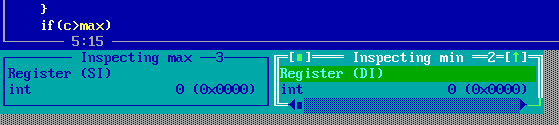 }
if(c>max)
5:15
Inspecting max 3
Register (SI)
int 0 (0x0000)
[■] Inspecting min 2=[↑]
Register (DI)
int 0 (0x0000)